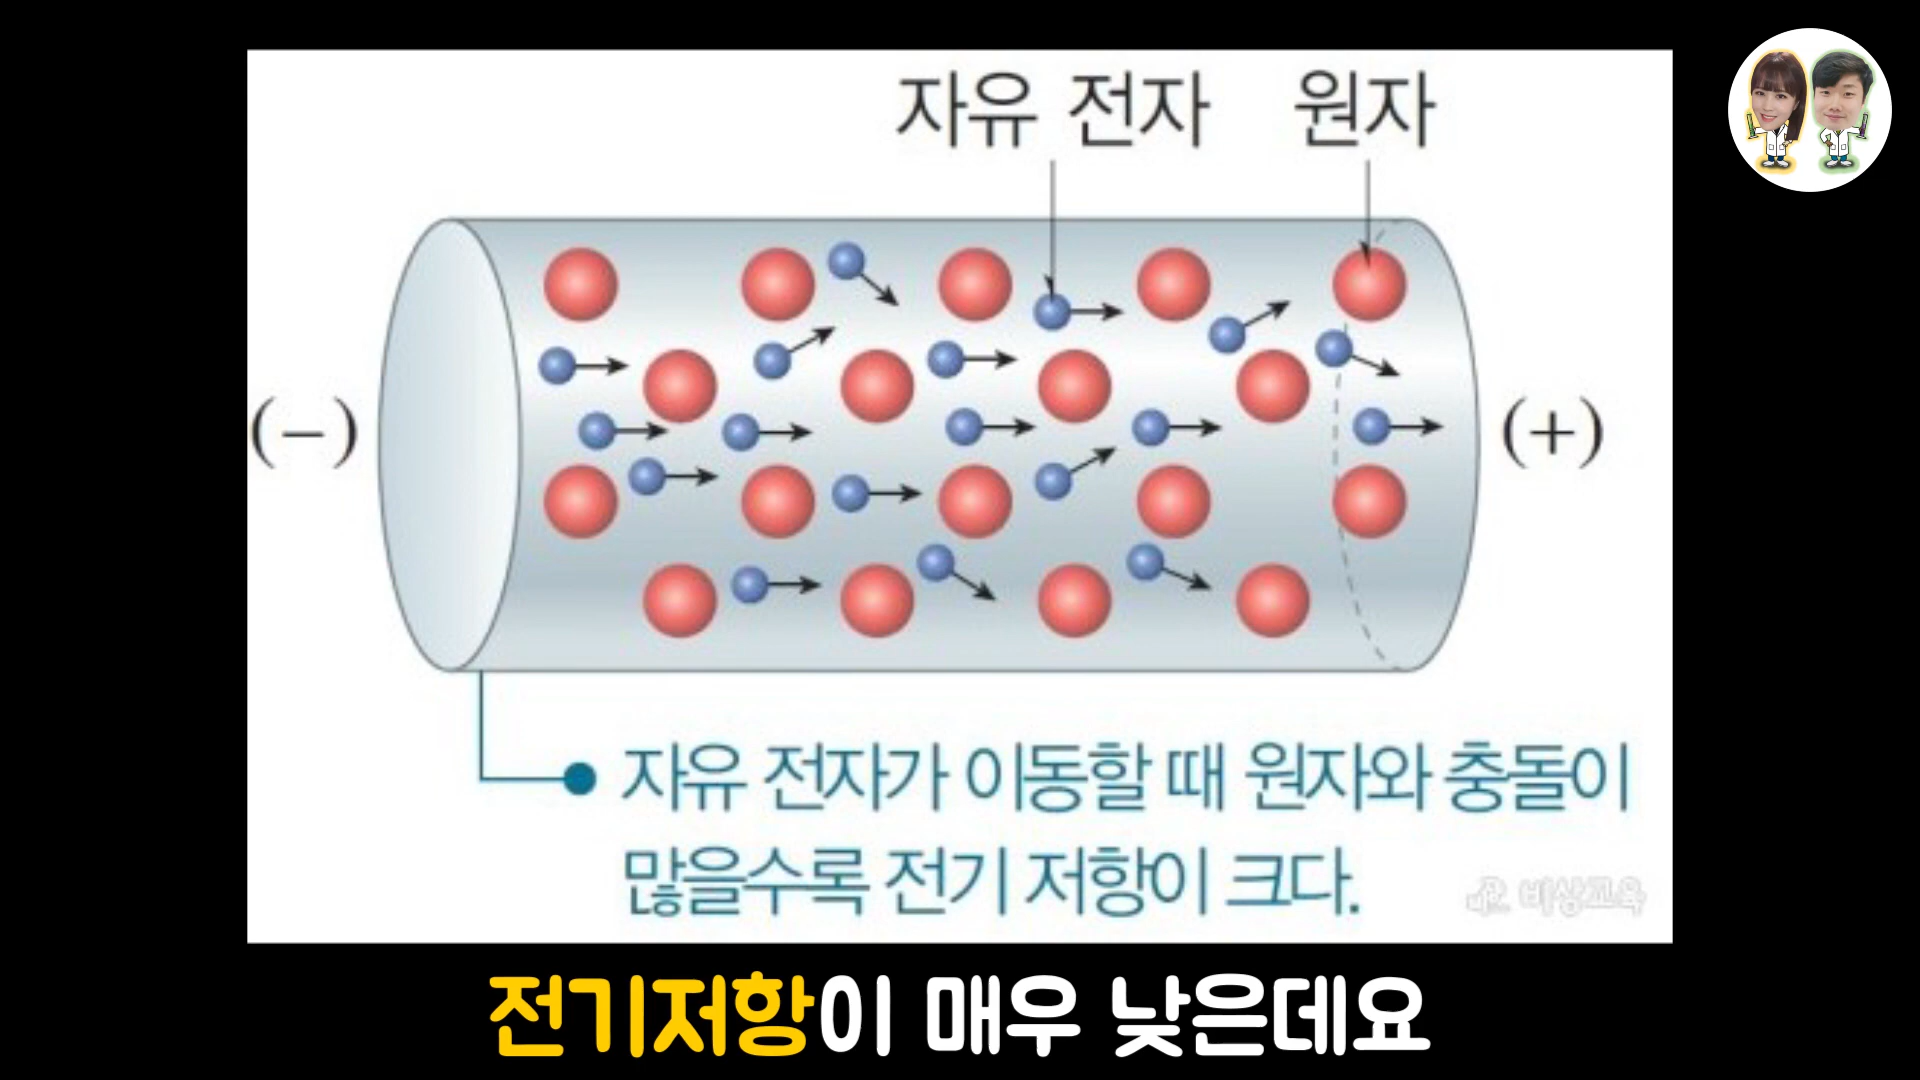 자유 전자 원자
(−) (+)
자유 전자가 이동할 때 원자와 충돌이
많을수록 전기 저항이 크다.
비상교육
전기저항이 매우 낮은데요